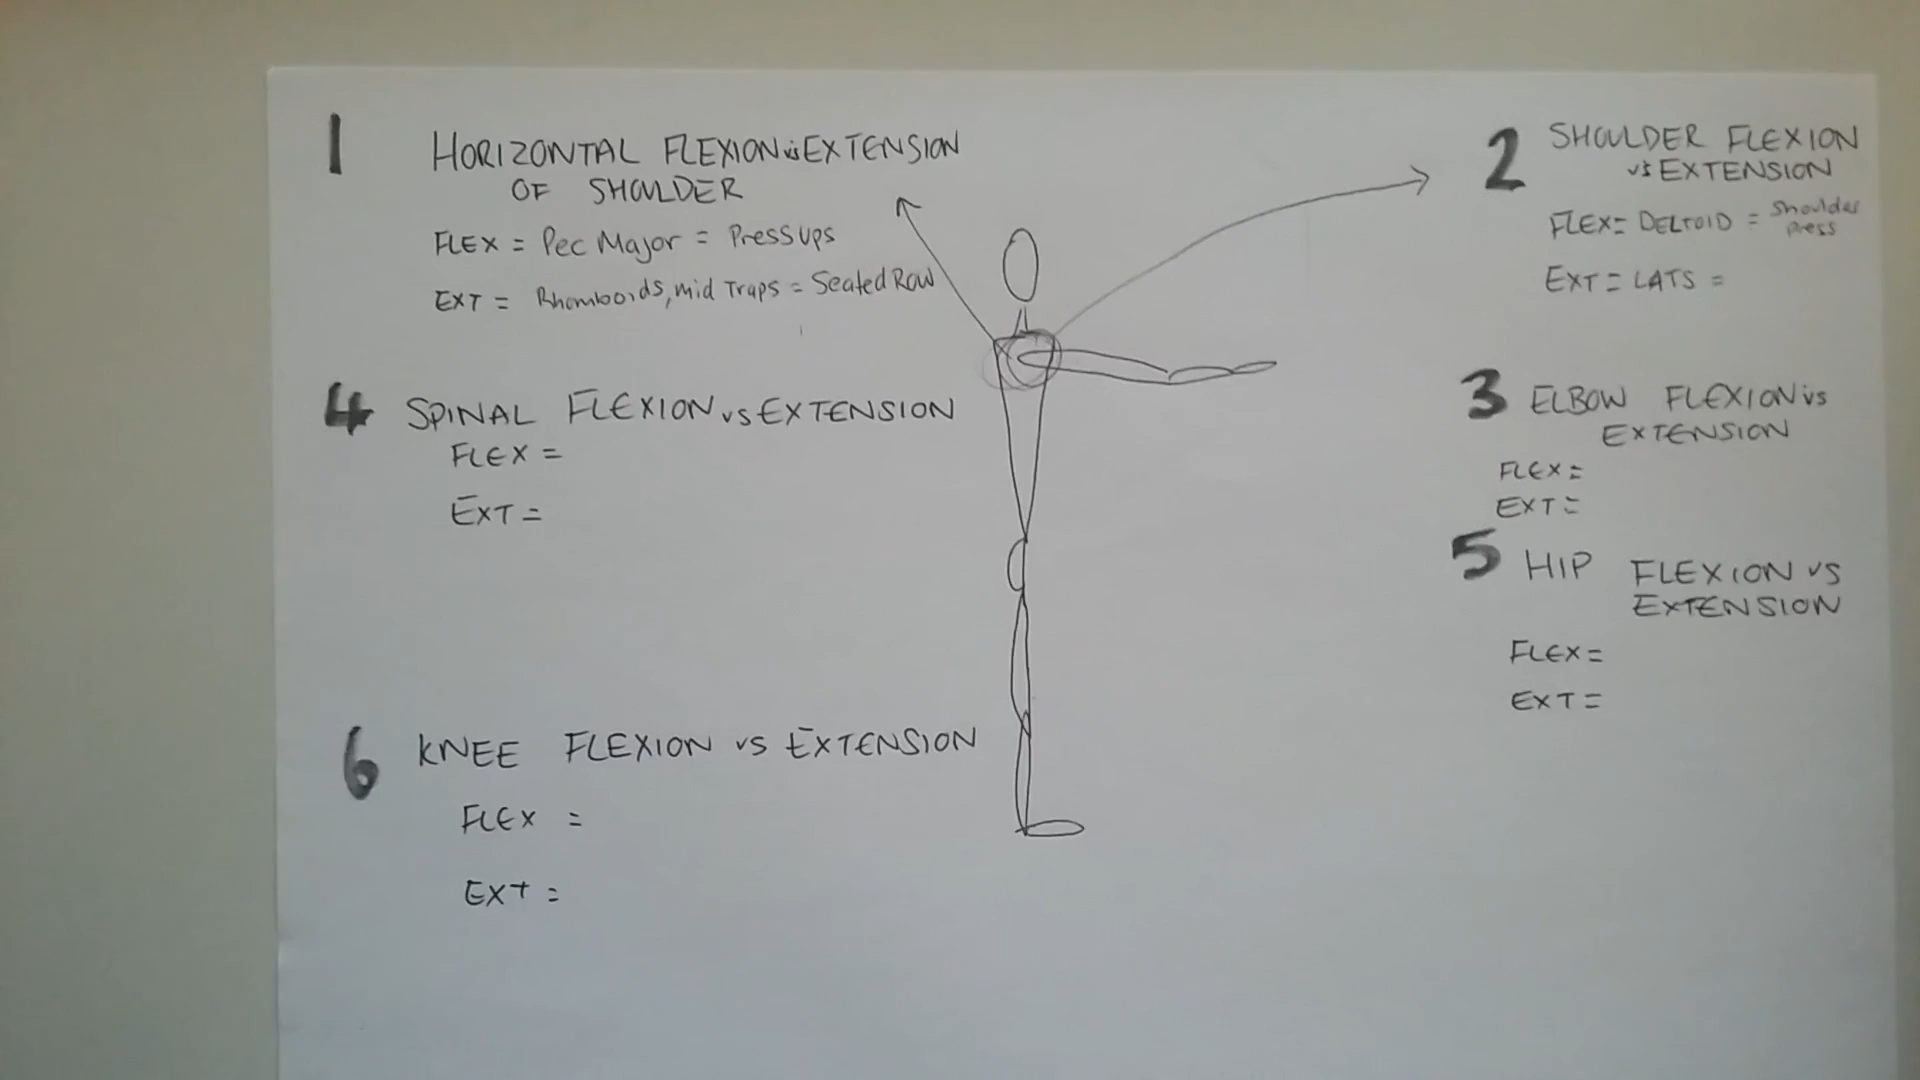 1 HORIZONTAL FLEXION vs EXTENSION
OF SHOULDER
FLEX = Pec Major = Press ups
EXT = Rhomboids, mid Traps = Seated Row
2 SHOULDER FLEXION
vs EXTENSION
FLEX = DELTOID = Shoulder
press
EXT = LATS =
4 SPINAL FLEXION vs EXTENSION
FLEX =
EXT =
3 ELBOW FLEXION vs
EXTENSION
FLEX =
EXT =
5 HIP FLEXION vs
EXTENSION
FLEX =
EXT =
6 KNEE FLEXION vs EXTENSION
FLEX =
EXT =